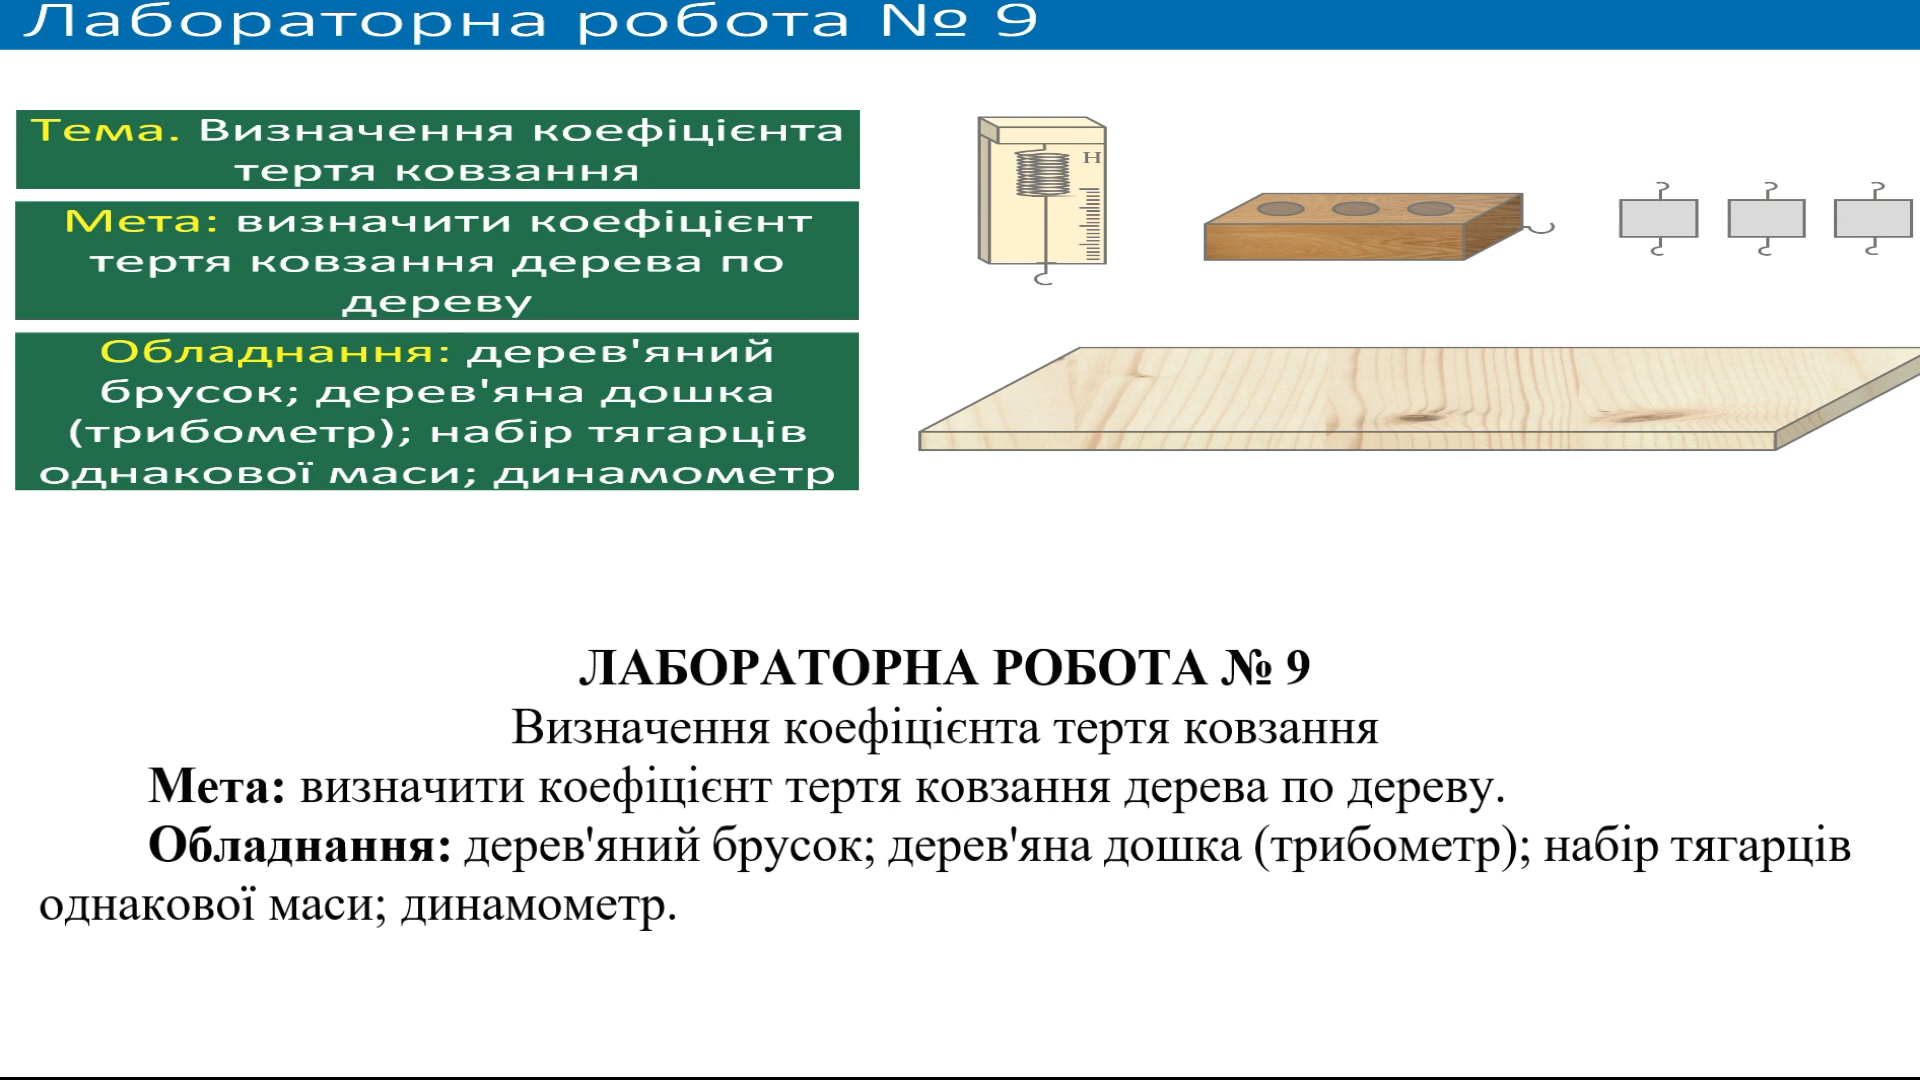 Лабораторна робота № 9
Тема. Визначення коефіцієнта
тертя ковзання
Мета: визначити коефіцієнт
тертя ковзання дерева по
дереву
Обладнання: дерев'яний
брусок; дерев'яна дошка
(трибометр); набір тягарців
однакової маси; динамометр
Н
ЛАБОРАТОРНА РОБОТА № 9
Визначення коефіцієнта тертя ковзання
Мета: визначити коефіцієнт тертя ковзання дерева по дереву.
Обладнання: дерев'яний брусок; дерев'яна дошка (трибометр); набір тягарців
однакової маси; динамометр.